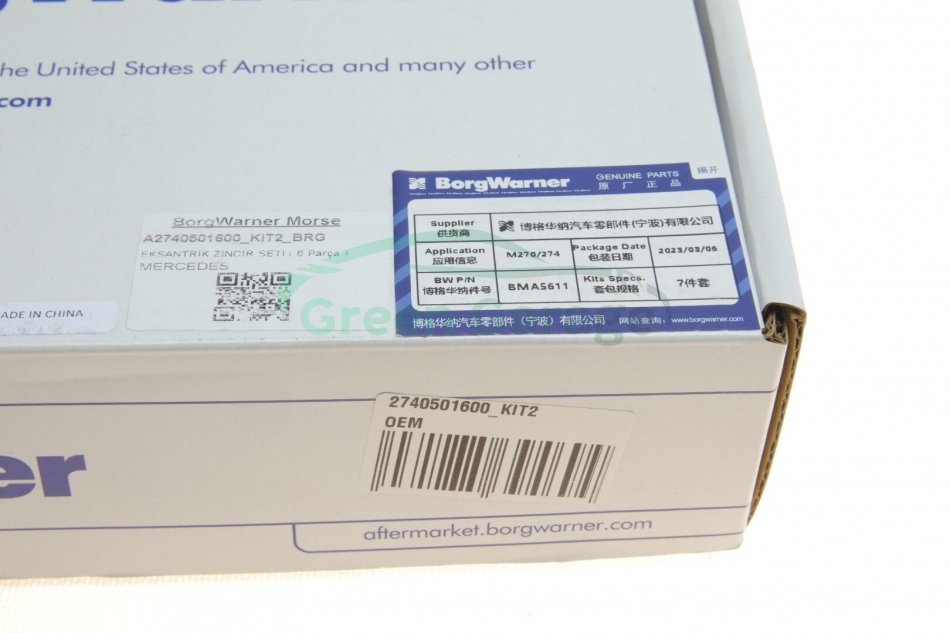 he United States of America and many other
.com
揭开
BorgWarner
GENUINE PARTS
原 厂 正 品
Supplier
供货商
博格华纳汽车零部件(宁波)有限公司
Application
应用信息
M270/274
Package Date
包装日期
2023/03/06
BW P/N
博格华纳件号
BMA5611
Kits Specs.
套包规格
7件套
博格华纳汽车零部件（宁波）有限公司
网站查询：www.borgwarner.com
BorgWarner Morse
A2740501600_KIT2_BRG
EKSANTRİK ZİNCİR SETİ ( 6 Parça )
MERCEDES
ADE IN CHINA
Green Garage
2740501600_KIT2
OEM
er
aftermarket.borgwarner.com